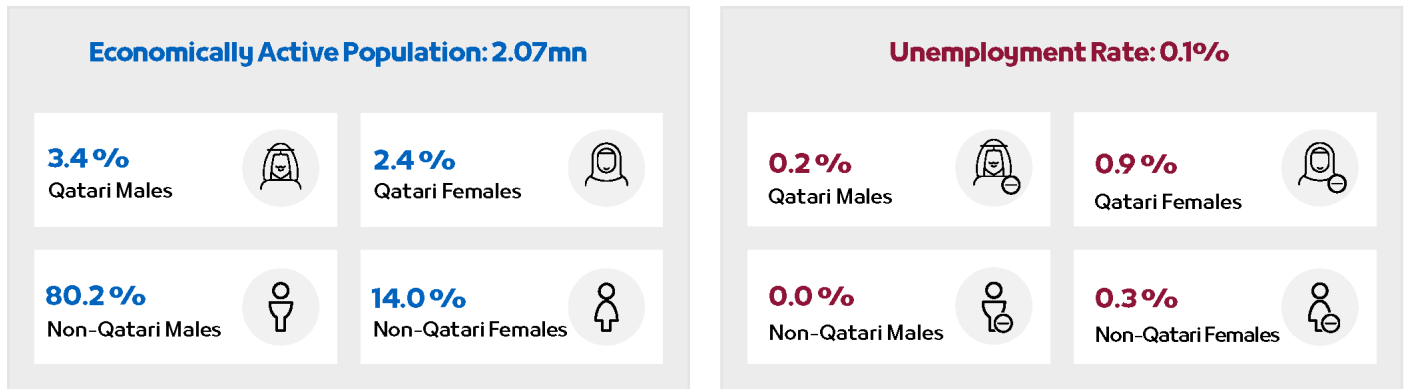 Economically Active Population: 2.07mn
3.4 %
Qatari Males
2.4 %
Qatari Females
80.2 %
Non-Qatari Males
14.0 %
Non-Qatari Females
Unemployment Rate: 0.1%
0.2 %
Qatari Males
0.9 %
Qatari Females
0.0 %
Non-Qatari Males
0.3 %
Non-Qatari Females